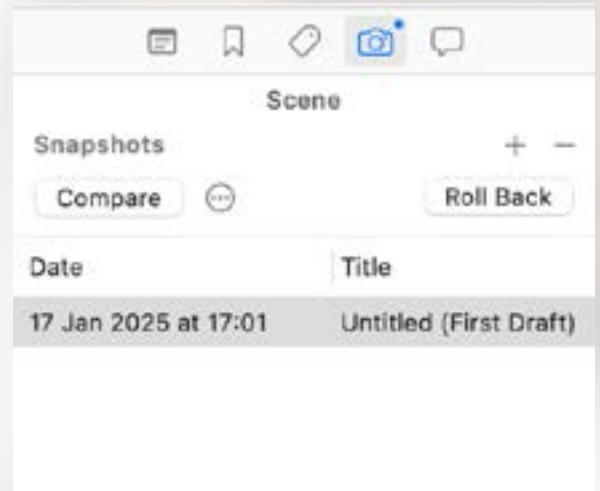 Scene
Snapshots
Compare Roll Back
Date Title
17 Jan 2025 at 17:01 Untitled (First Draft)